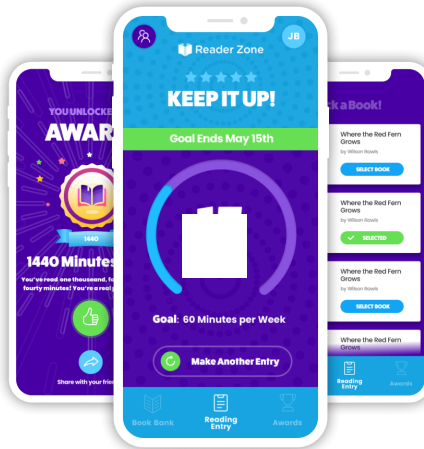 YOU UNLOCKE
AWAR
1440
1440 Minutes
You've read one thousand, fo
fourty minutes! You're a real
Share with your frie
JB
Reader Zone
KEEP IT UP!
Goal Ends May 15th
Goal: 60 Minutes per Week
Make Another Entry
Book Bank
Reading
Entry
Awards
k a Book!
Where the Red Fern
Grows
by Wilson Rawls
SELECT BOOK
Where the Red Fern
Grows
by Wilson Rawls
SELECTED
Where the Red Fern
Grows
by Wilson Rawls
SELECT BOOK
Where the Red Fern
Grows
Reading
Entry
Awards